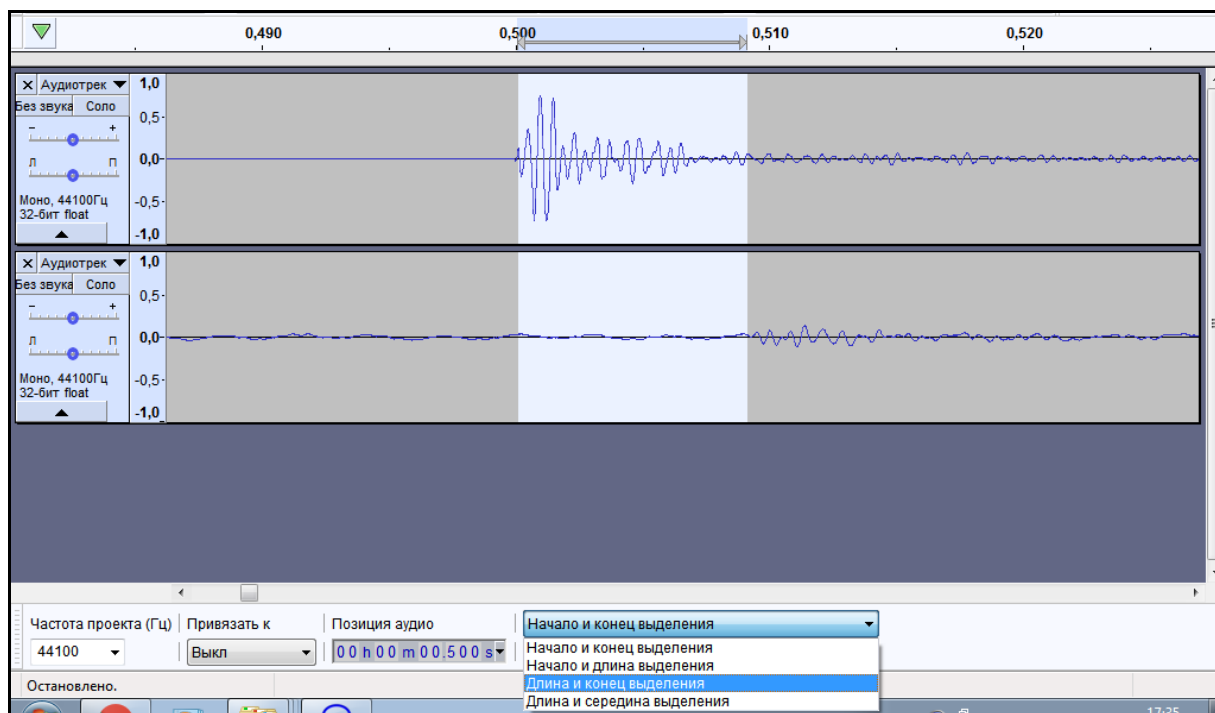 0,490 0,500 0,510 0,520
X Аудиотрек 1,0
Без звука Соло 0,5
- +
Л П 0,0
Моно, 44100Гц -0,5
32-бит float
-1,0
X Аудиотрек 1,0
Без звука Соло 0,5
- +
Л П 0,0
Моно, 44100Гц -0,5
32-бит float
-1,0
Частота проекта (Гц) Привязать к Позиция аудио Начало и конец выделения
44100 Выкл 00 h 00 m 00.500 s Начало и конец выделения
Начало и длина выделения
Остановлено. Длина и конец выделения
Длина и середина выделения
17:35